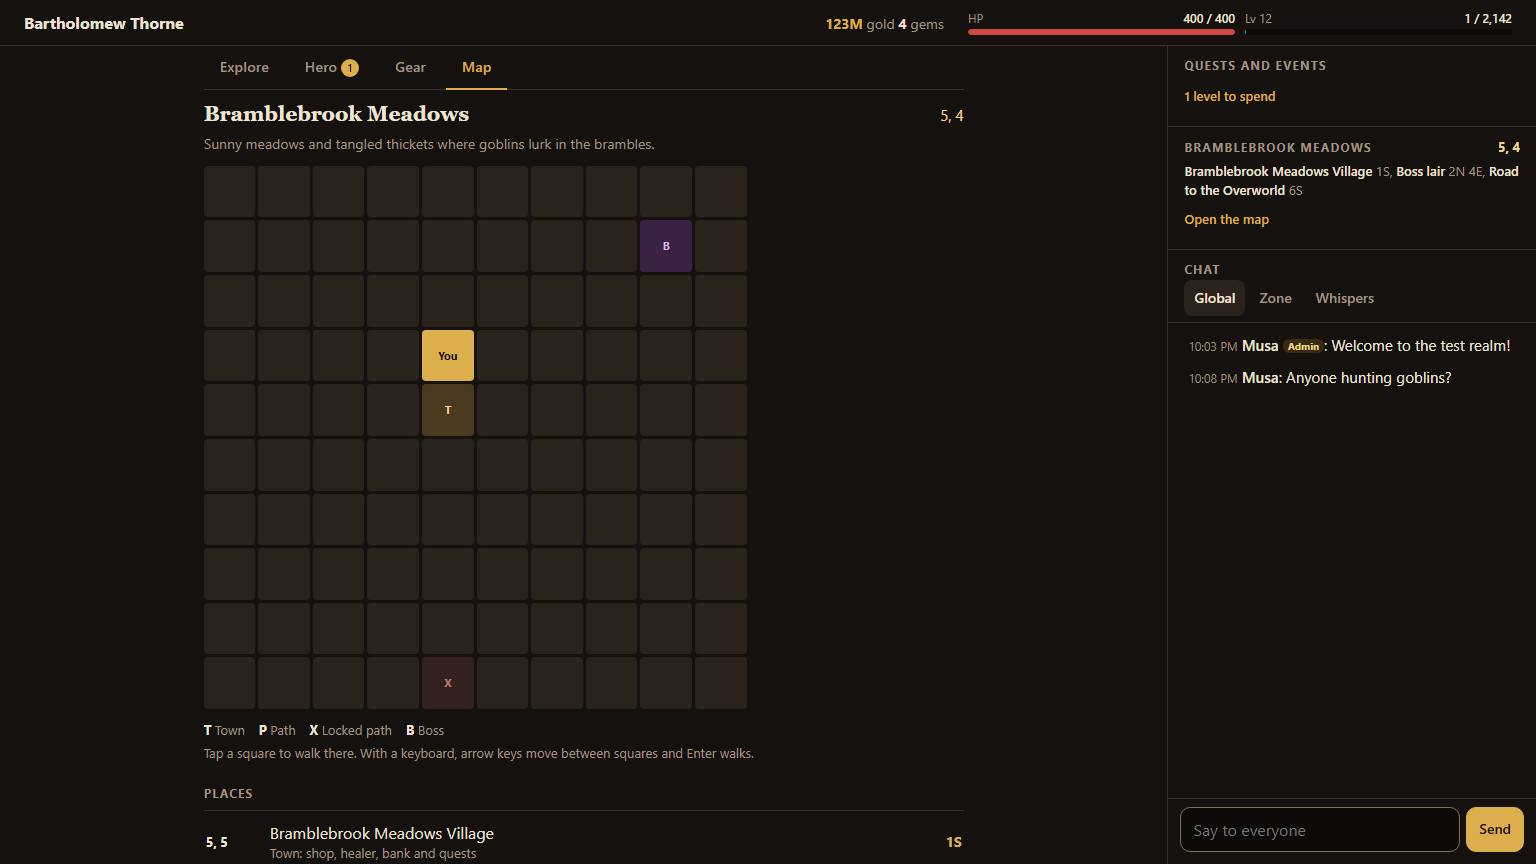 Bartholomew Thorne
123M gold 4 gems
HP 400 / 400
Lv 12 1 / 2,142
Explore Hero 1 Gear Map
Bramblebrook Meadows 5, 4
Sunny meadows and tangled thickets where goblins lurk in the brambles.
B
You
T
X
T Town P Path X Locked path B Boss
Tap a square to walk there. With a keyboard, arrow keys move between squares and Enter walks.
PLACES
5, 5 Bramblebrook Meadows Village 1S
Town: shop, healer, bank and quests
QUESTS AND EVENTS
1 level to spend
BRAMBLEBROOK MEADOWS 5, 4
Bramblebrook Meadows Village 1S, Boss lair 2N 4E, Road
to the Overworld 6S
Open the map
CHAT
Global Zone Whispers
10:03 PM Musa Admin: Welcome to the test realm!
10:08 PM Musa: Anyone hunting goblins?
Say to everyone Send